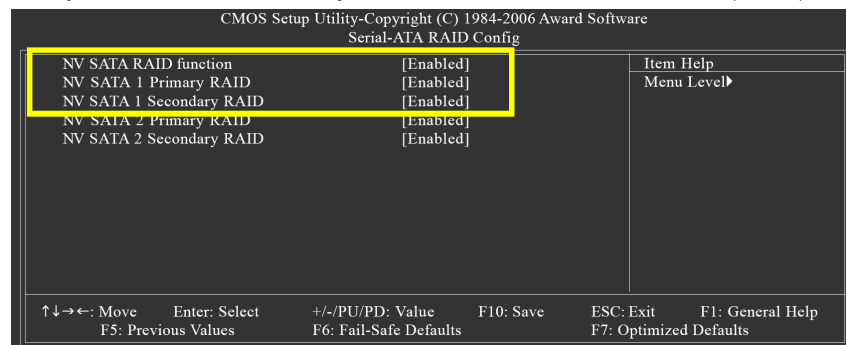 CMOS Setup Utility-Copyright (C) 1984-2006 Award Software
Serial-ATA RAID Config
NV SATA RAID function [Enabled]
NV SATA 1 Primary RAID [Enabled]
NV SATA 1 Secondary RAID [Enabled]
NV SATA 2 Primary RAID [Enabled]
NV SATA 2 Secondary RAID [Enabled]
Item Help
Menu Level▶
↑↓→←: Move Enter: Select +/-/PU/PD: Value F10: Save ESC: Exit F1: General Help
F5: Previous Values F6: Fail-Safe Defaults F7: Optimized Defaults